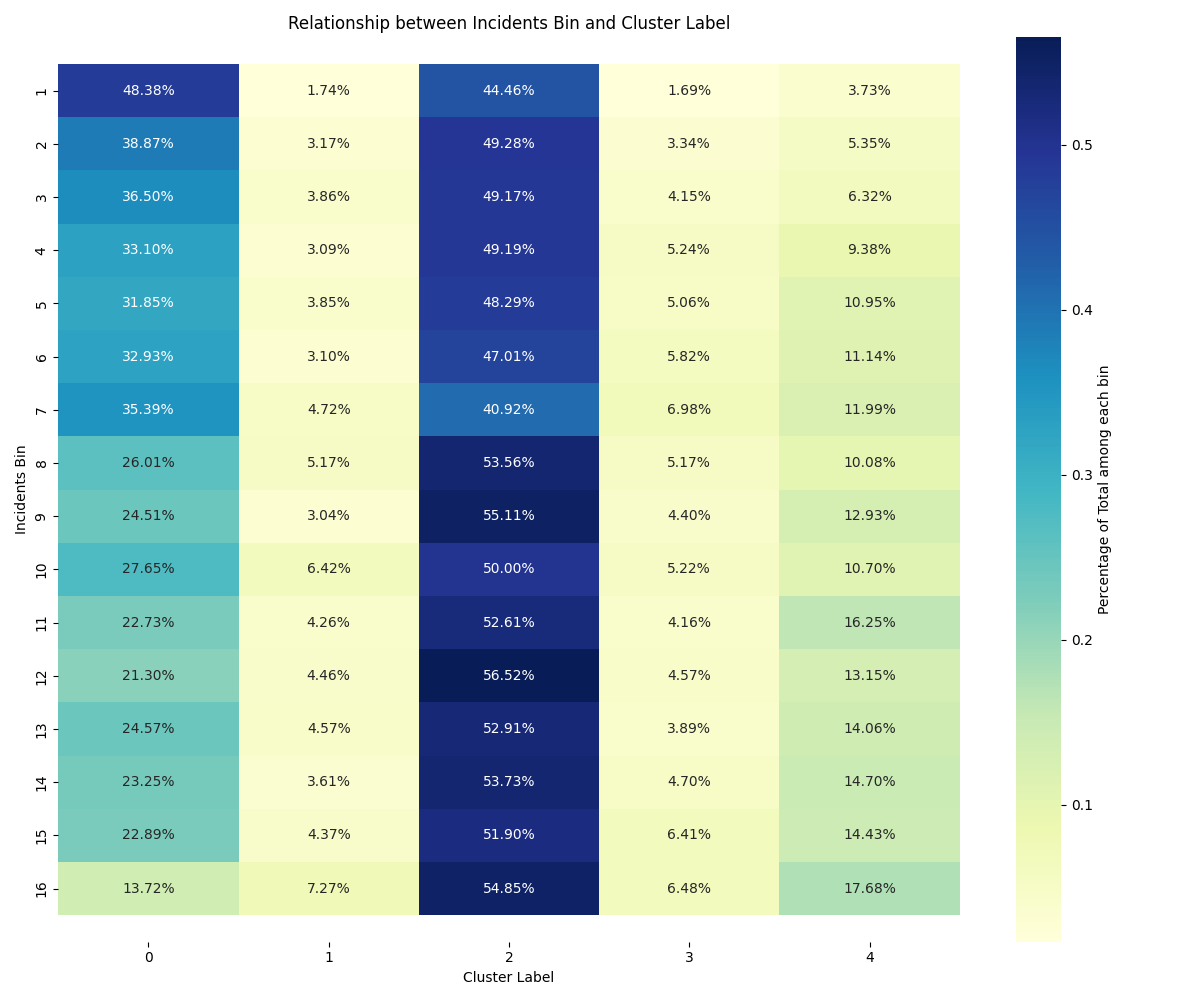 Relationship between Incidents Bin and Cluster Label
1 48.38% 1.74% 44.46% 1.69% 3.73%
2 38.87% 3.17% 49.28% 3.34% 5.35%
3 36.50% 3.86% 49.17% 4.15% 6.32%
4 33.10% 3.09% 49.19% 5.24% 9.38%
5 31.85% 3.85% 48.29% 5.06% 10.95%
6 32.93% 3.10% 47.01% 5.82% 11.14%
7 35.39% 4.72% 40.92% 6.98% 11.99%
8 26.01% 5.17% 53.56% 5.17% 10.08%
9 24.51% 3.04% 55.11% 4.40% 12.93%
10 27.65% 6.42% 50.00% 5.22% 10.70%
11 22.73% 4.26% 52.61% 4.16% 16.25%
12 21.30% 4.46% 56.52% 4.57% 13.15%
13 24.57% 4.57% 52.91% 3.89% 14.06%
14 23.25% 3.61% 53.73% 4.70% 14.70%
15 22.89% 4.37% 51.90% 6.41% 14.43%
16 13.72% 7.27% 54.85% 6.48% 17.68%
0 1 2 3 4
Cluster Label
Incidents Bin
0.5
0.4
0.3
0.2
0.1
Percentage of Total among each bin